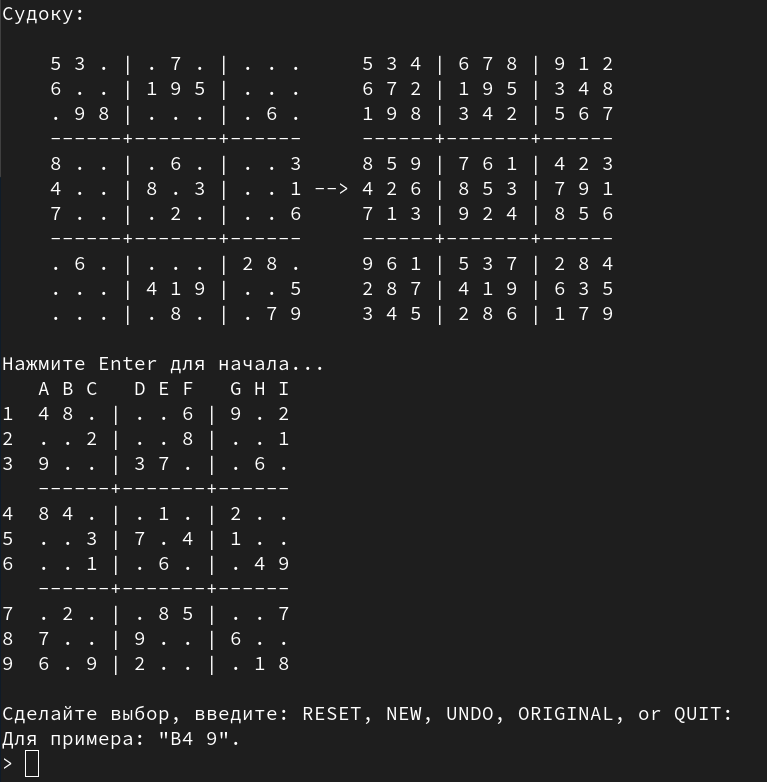 Судоку:
5 3 . | . 7 . | . . .     5 3 4 | 6 7 8 | 9 1 2
6 . . | 1 9 5 | . . .     6 7 2 | 1 9 5 | 3 4 8
. 9 8 | . . . | . 6 .     1 9 8 | 3 4 2 | 5 6 7
------+-------+------     ------+-------+------
8 . . | . 6 . | . . 3     8 5 9 | 7 6 1 | 4 2 3
4 . . | 8 . 3 | . . 1 --> 4 2 6 | 8 5 3 | 7 9 1
7 . . | . 2 . | . . 6     7 1 3 | 9 2 4 | 8 5 6
------+-------+------     ------+-------+------
. 6 . | . . . | 2 8 .     9 6 1 | 5 3 7 | 2 8 4
. . . | 4 1 9 | . . 5     2 8 7 | 4 1 9 | 6 3 5
. . . | . 8 . | . 7 9     3 4 5 | 2 8 6 | 1 7 9
Нажмите Enter для начала...
   A B C   D E F   G H I
1  4 8 . | . . 6 | 9 . 2
2  . . 2 | . . 8 | . . 1
3  9 . . | 3 7 . | . 6 .
   ------+-------+------
4  8 4 . | . 1 . | 2 . .
5  . . 3 | 7 . 4 | 1 . .
6  . . 1 | . 6 . | . 4 9
   ------+-------+------
7  . 2 . | . 8 5 | . . 7
8  7 . . | 9 . . | 6 . .
9  6 . 9 | 2 . . | . 1 8
Сделайте выбор, введите: RESET, NEW, UNDO, ORIGINAL, or QUIT:
Для примера: "B4 9".
>